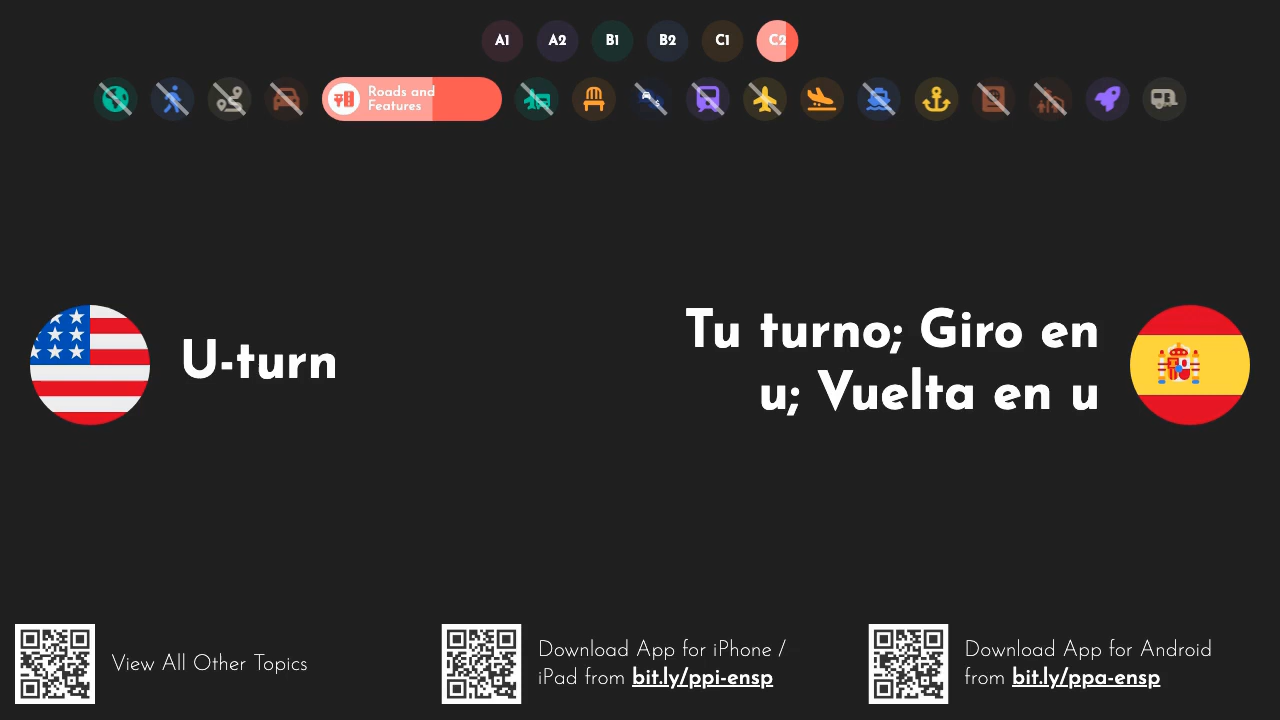 A1 A2 B1 B2 C1 C2
Roads and
Features
U-turn
Tu turno; Giro en
u; Vuelta en u
View All Other Topics
Download App for iPhone /
iPad from bit.ly/ppi-ensp
Download App for Android
from bit.ly/ppa-ensp